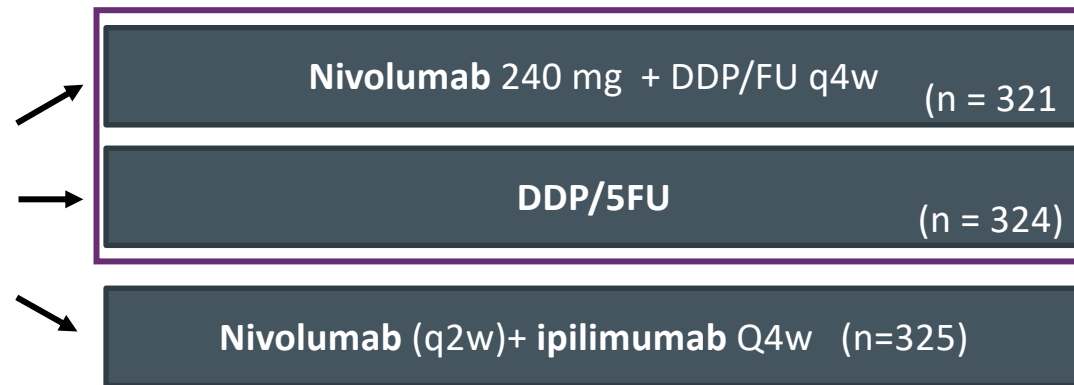 Nivolumab 240 mg + DDP/FU q4w
(n = 321
DDP/5FU
(n = 324)
Nivolumab (q2w)+ ipilimumab Q4w (n=325)